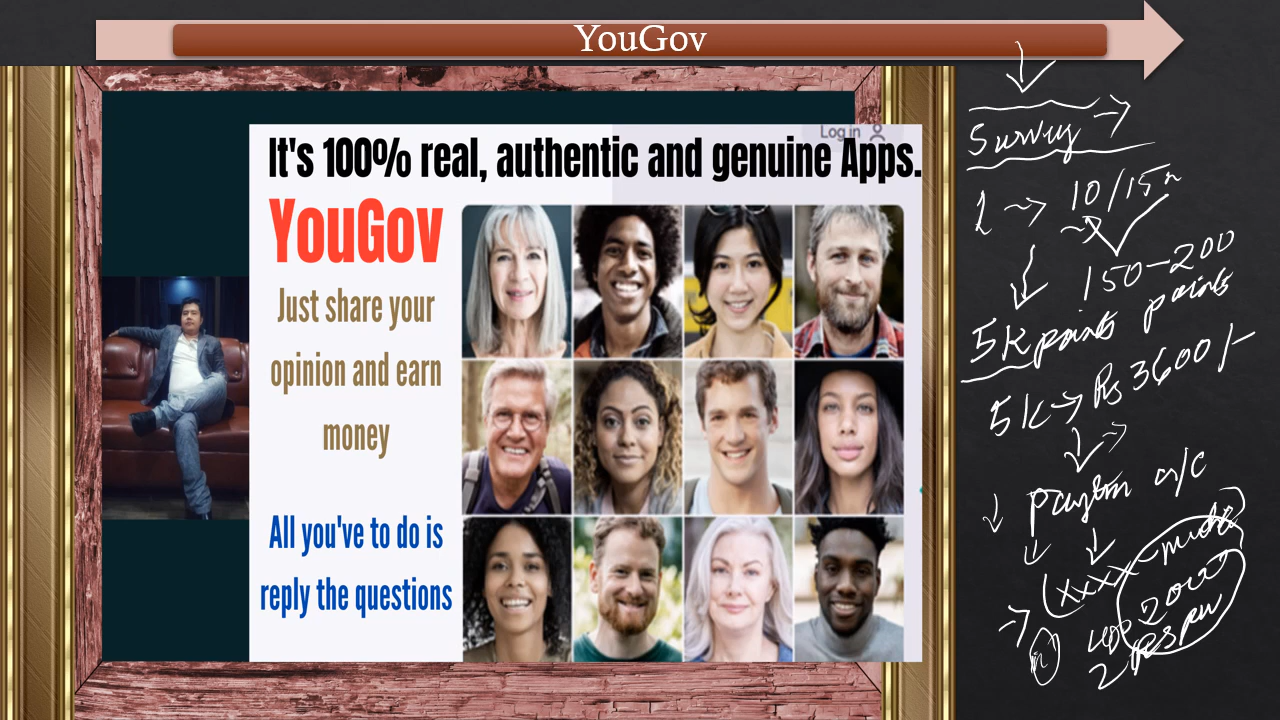 YouGov
Log in
It's 100% real, authentic and genuine Apps.
YouGov
Just share your
opinion and earn
money
All you've to do is
reply the questions
Survey →
1 → 10/15
150-200
points
5K points
5K → Rs 3600/-
paytm a/c